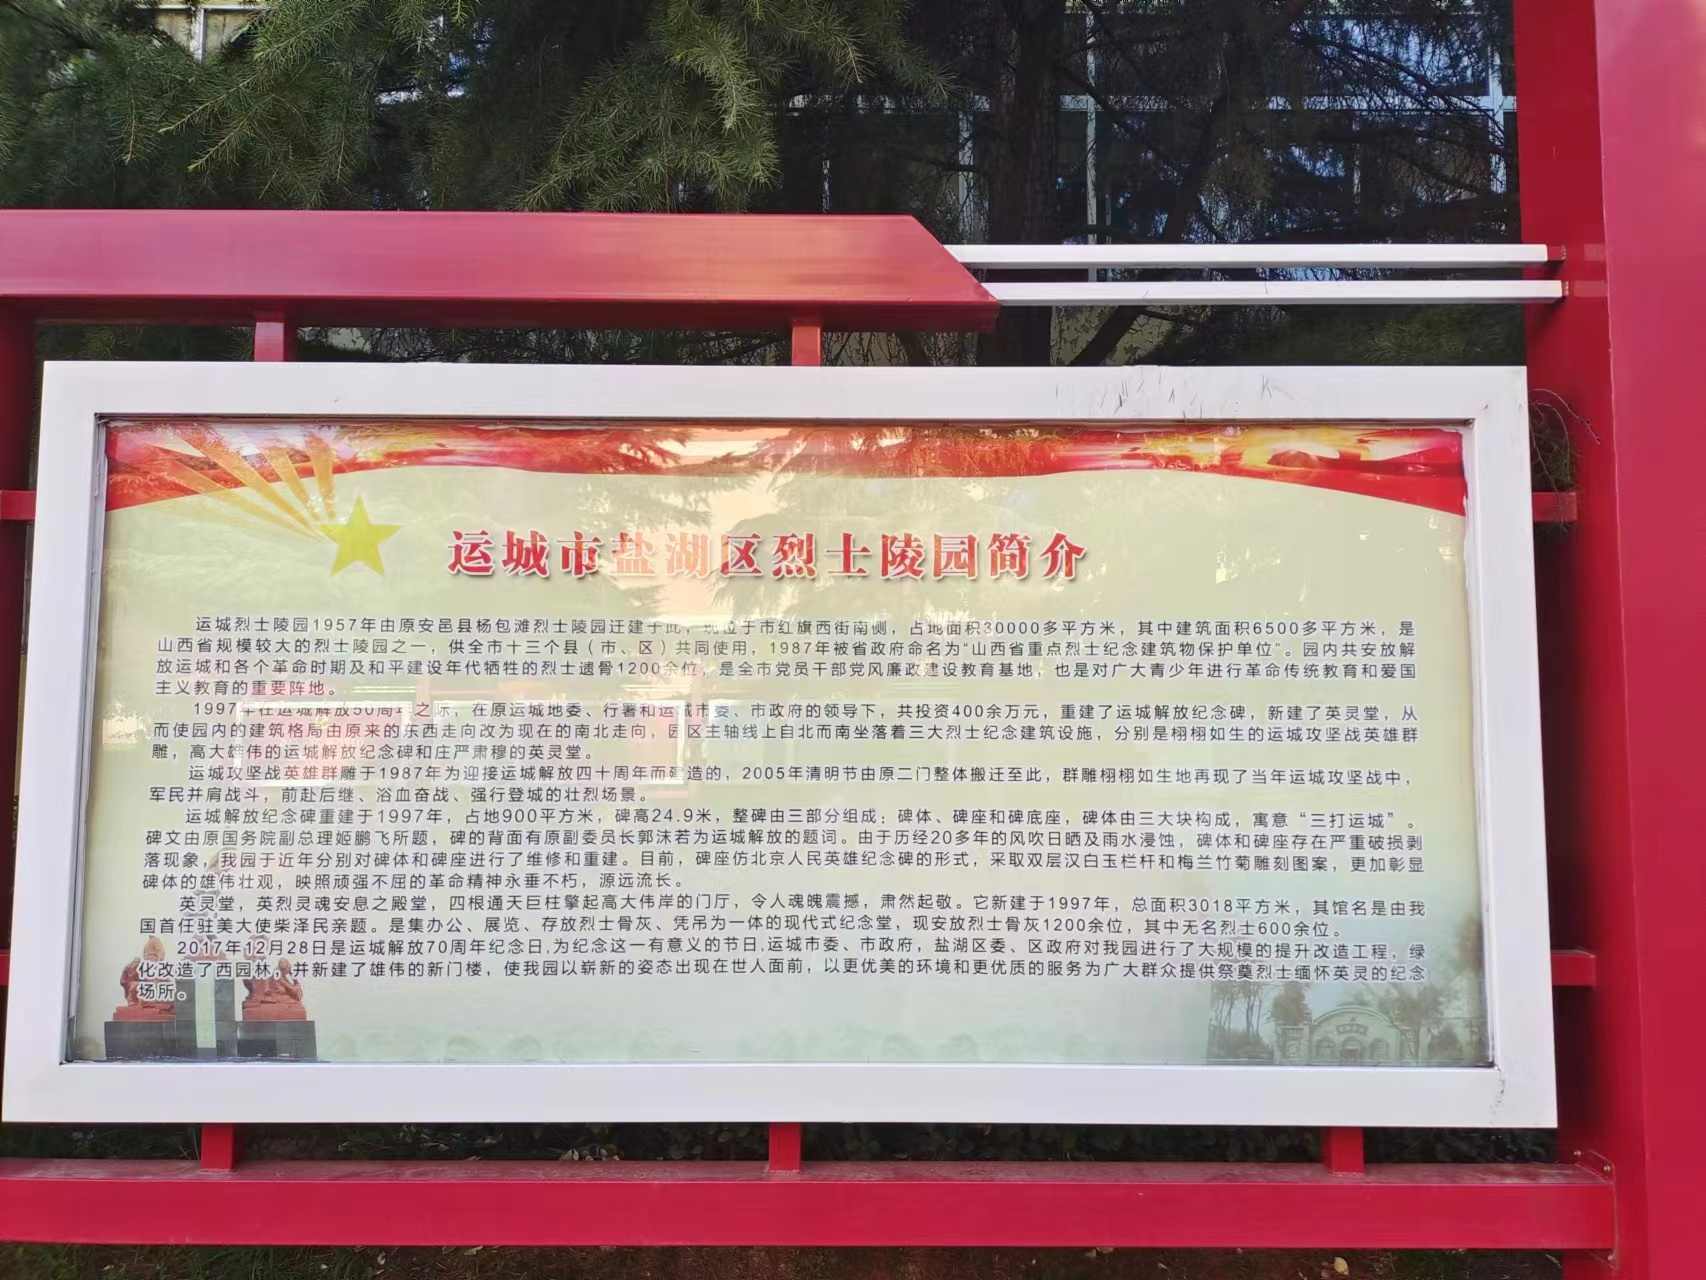 运城市盐湖区烈士陵园简介
运城烈士陵园1957年由原安邑县杨包滩烈士陵园迁建于此，现位于市红旗西街南侧，占地面积30000多平方米，其中建筑面积6500多平方米，是
山西省规模较大的烈士陵园之一，供全市十三个县（市、区）共同使用，1987年被省政府命名为“山西省重点烈士纪念建筑物保护单位”。园内共安放解
放运城和各个革命时期及和平建设年代牺牲的烈士遗骨1200余位，是全市党员干部党风廉政建设教育基地，也是对广大青少年进行革命传统教育和爱国
主义教育的重要阵地。
1997年在运城解放50周年之际，在原运城地委、行署和运城市委、市政府的领导下，共投资400余万元，重建了运城解放纪念碑，新建了英灵堂，从
而使园内的建筑格局由原来的东西走向改为现在的南北走向，园区主轴线上自北而南坐落着三大烈士纪念建筑设施，分别是栩栩如生的运城攻坚战英雄群
雕，高大雄伟的运城解放纪念碑和庄严肃穆的英灵堂。
运城攻坚战英雄群雕于1987年为迎接运城解放四十周年而建造的，2005年清明节由原二门整体搬迁至此，群雕栩栩如生地再现了当年运城攻坚战中，
军民并肩战斗，前赴后继、浴血奋战、强行登城的壮烈场景。
运城解放纪念碑重建于1997年，占地900平方米，碑高24.9米，整碑由三部分组成：碑体、碑座和碑底座，碑体由三大块构成，寓意“三打运城”。
碑文由原国务院副总理姬鹏飞所题，碑的背面有原副委员长郭沫若为运城解放的题词。由于历经20多年的风吹日晒及雨水浸蚀，碑体和碑座存在严重破损剥
落现象，我园于近年分别对碑体和碑座进行了维修和重建。目前，碑座仿北京人民英雄纪念碑的形式，采取双层汉白玉栏杆和梅兰竹菊雕刻图案，更加彰显
碑体的雄伟壮观，映照顽强不屈的革命精神永垂不朽，源远流长。
英灵堂，英烈灵魂安息之殿堂，四根通天巨柱擎起高大伟岸的门厅，令人魂魄震撼，肃然起敬。它新建于1997年，总面积3018平方米，其馆名是由我
国首任驻美大使柴泽民亲题。是集办公、展览、存放烈士骨灰、凭吊为一体的现代式纪念堂，现安放烈士骨灰1200余位，其中无名烈士600余位。
2017年12月28日是运城解放70周年纪念日,为纪念这一有意义的节日,运城市委、市政府，盐湖区委、区政府对我园进行了大规模的提升改造工程，绿
化改造了西园林，并新建了雄伟的新门楼，使我园以崭新的姿态出现在世人面前，以更优美的环境和更优质的服务为广大群众提供祭奠烈士缅怀英灵的纪念
场所。